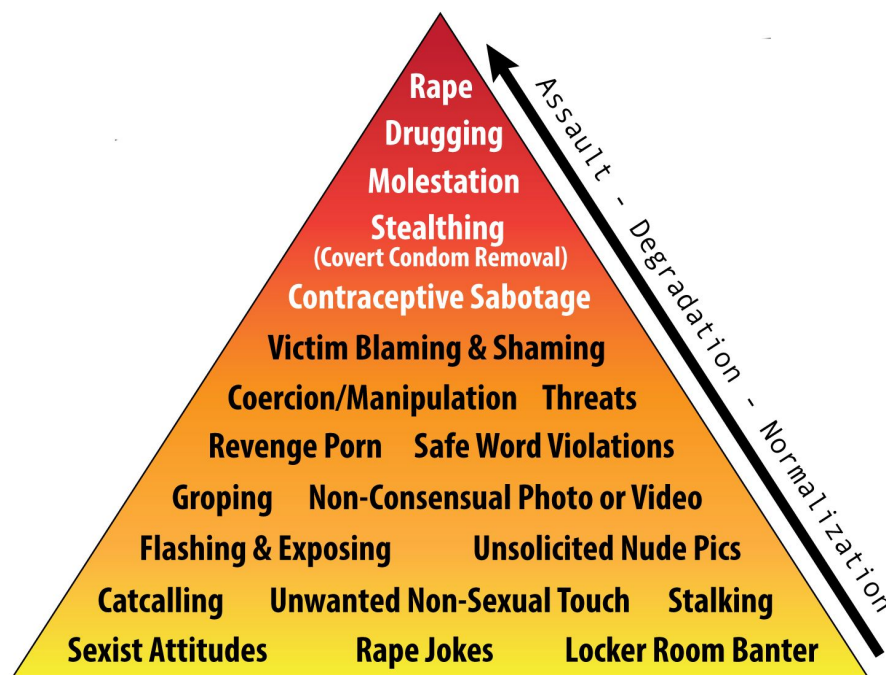 Rape
Drugging
Molestation
Stealthing
(Covert Condom Removal)
Contraceptive Sabotage
Victim Blaming & Shaming
Coercion/Manipulation Threats
Revenge Porn Safe Word Violations
Groping Non-Consensual Photo or Video
Flashing & Exposing Unsolicited Nude Pics
Catcalling Unwanted Non-Sexual Touch Stalking
Sexist Attitudes Rape Jokes Locker Room Banter
Assault - Degradation - Normalization